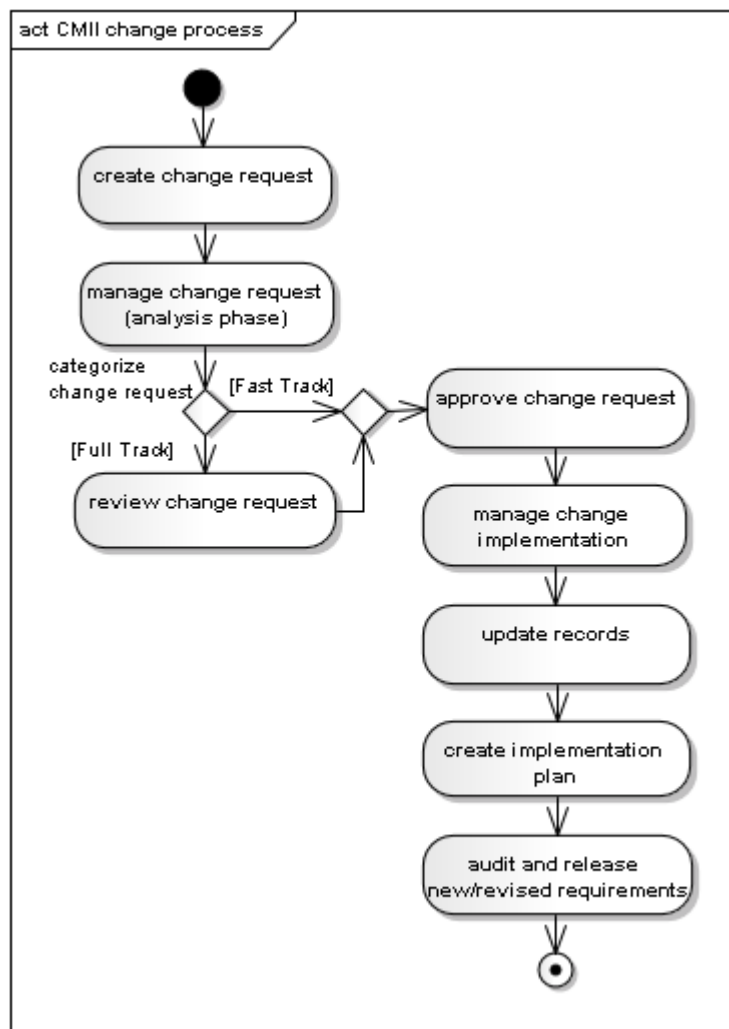 act CMII change process
create change request
manage change request
(analysis phase)
categorize
change request
[Fast Track]
[Full Track]
review change request
approve change request
manage change
implementation
update records
create implementation
plan
audit and release
new/revised requirements